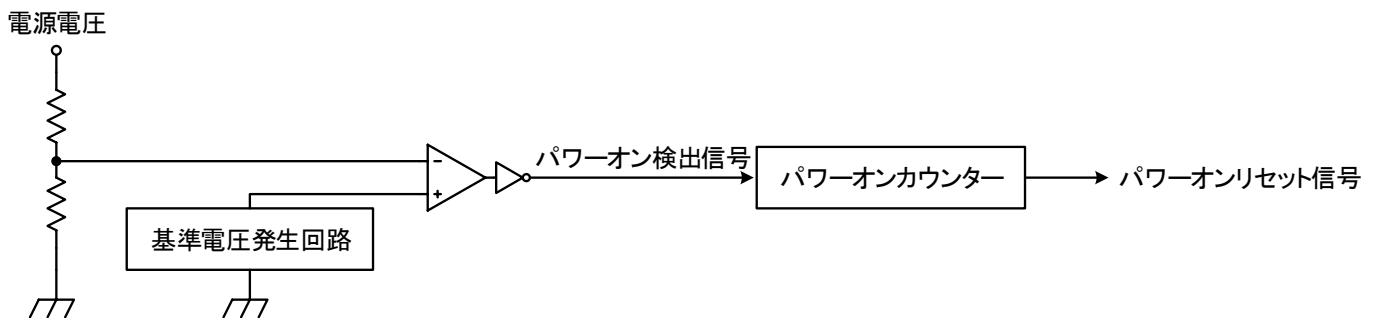 電源電圧
−
+
基準電圧発生回路
パワーオン検出信号
パワーオンカウンター
パワーオンリセット信号